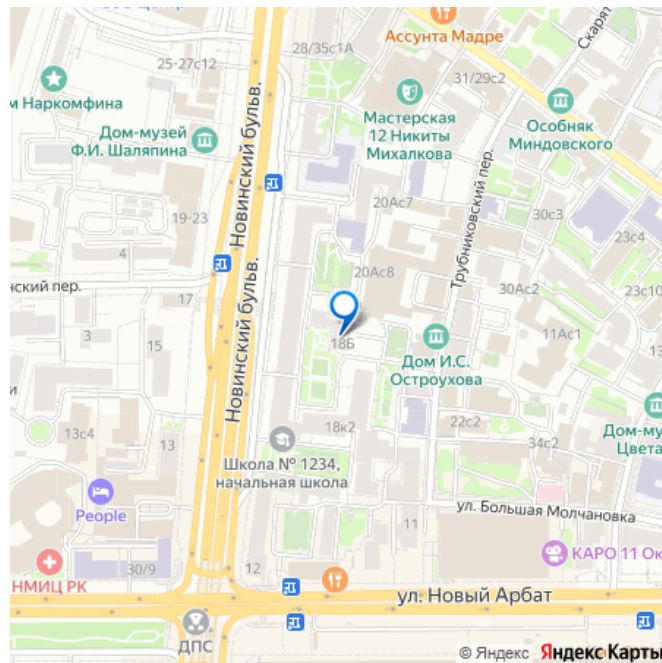 28/35с1А
Ассунта Мадре
Скарят
25-27с12
31/29с2
м Наркомфина
Дом-музей
Ф.И. Шаляпина
Мастерская
12 Никиты
Михалкова
Особняк
Миндовского
Новинский бульв.
20Ас7
Трубниковский пер.
30с3
19-23
23с4
4
20Ас8
нский пер.
17
30Ас2
23с10
Новинский бульв.
3
15
18Б
11Ас1
Дом И.С.
Остроухова
и
13с4
13
18к2
22с2
34с2
Дом-му
Цвета
Школа № 1234,
начальная школа
People
ул. Большая Молчановка
11
КАРО 11 Ок
НМИЦ РК
30/9
12
ул. Новый Арбат
ДПС
© Яндекс Яндекс Карты